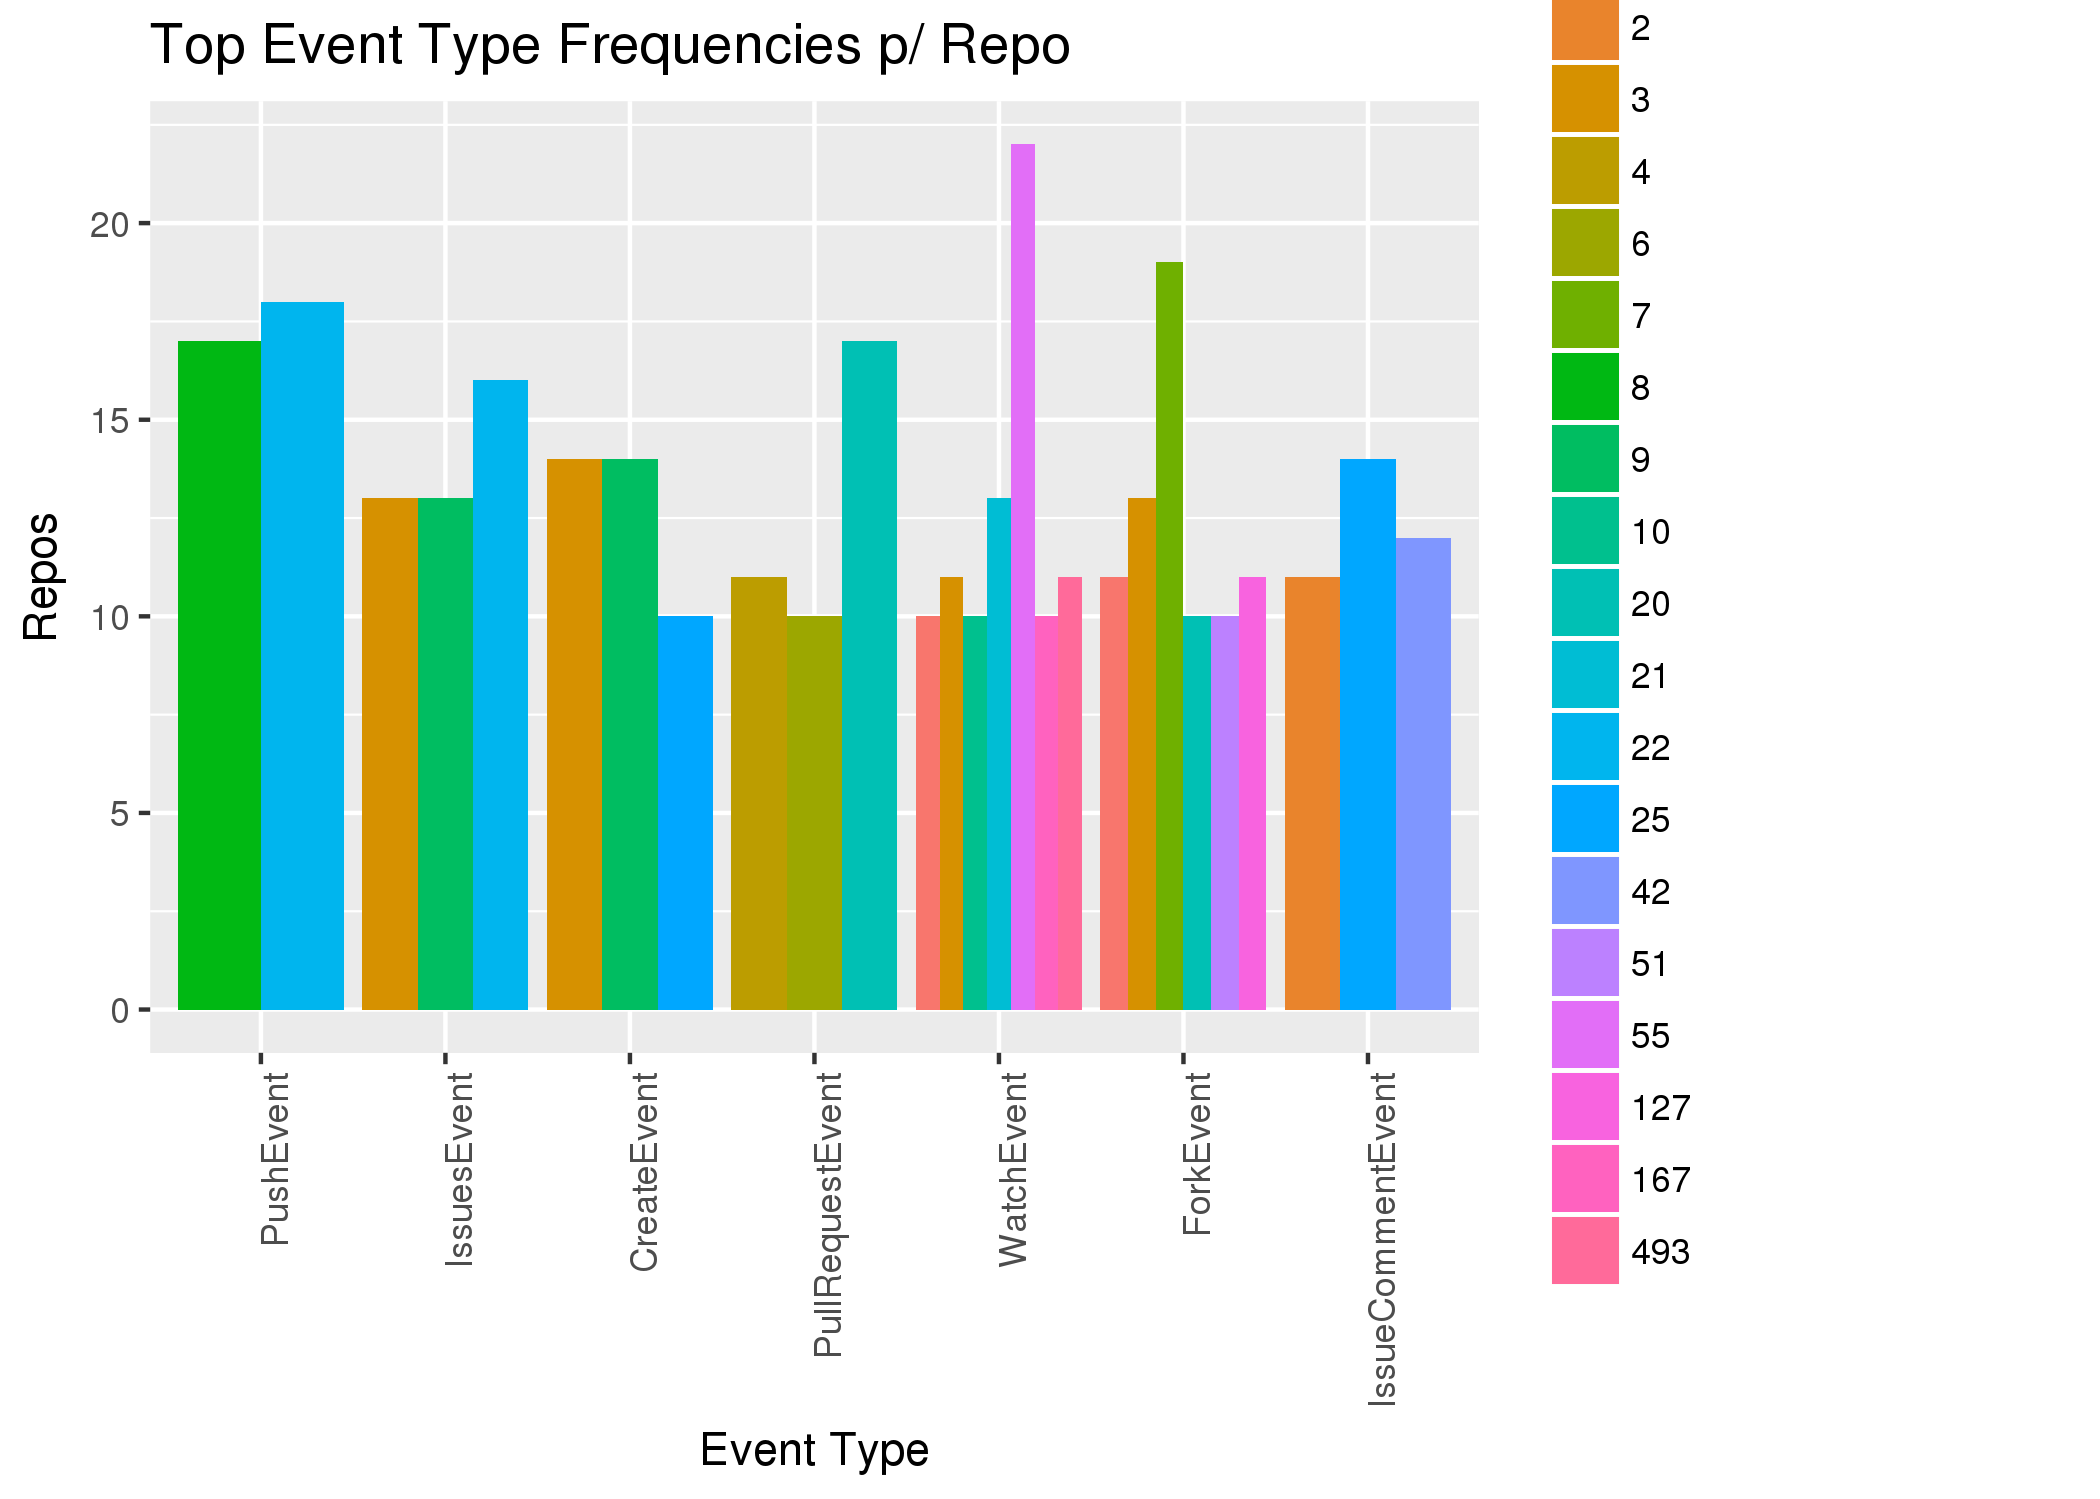 Top Event Type Frequencies p/ Repo
Repos
20
15
10
5
0
PushEvent
IssuesEvent
CreateEvent
PullRequestEvent
WatchEvent
ForkEvent
IssueCommentEvent
Event Type
2
3
4
6
7
8
9
10
20
21
22
25
42
51
55
127
167
493